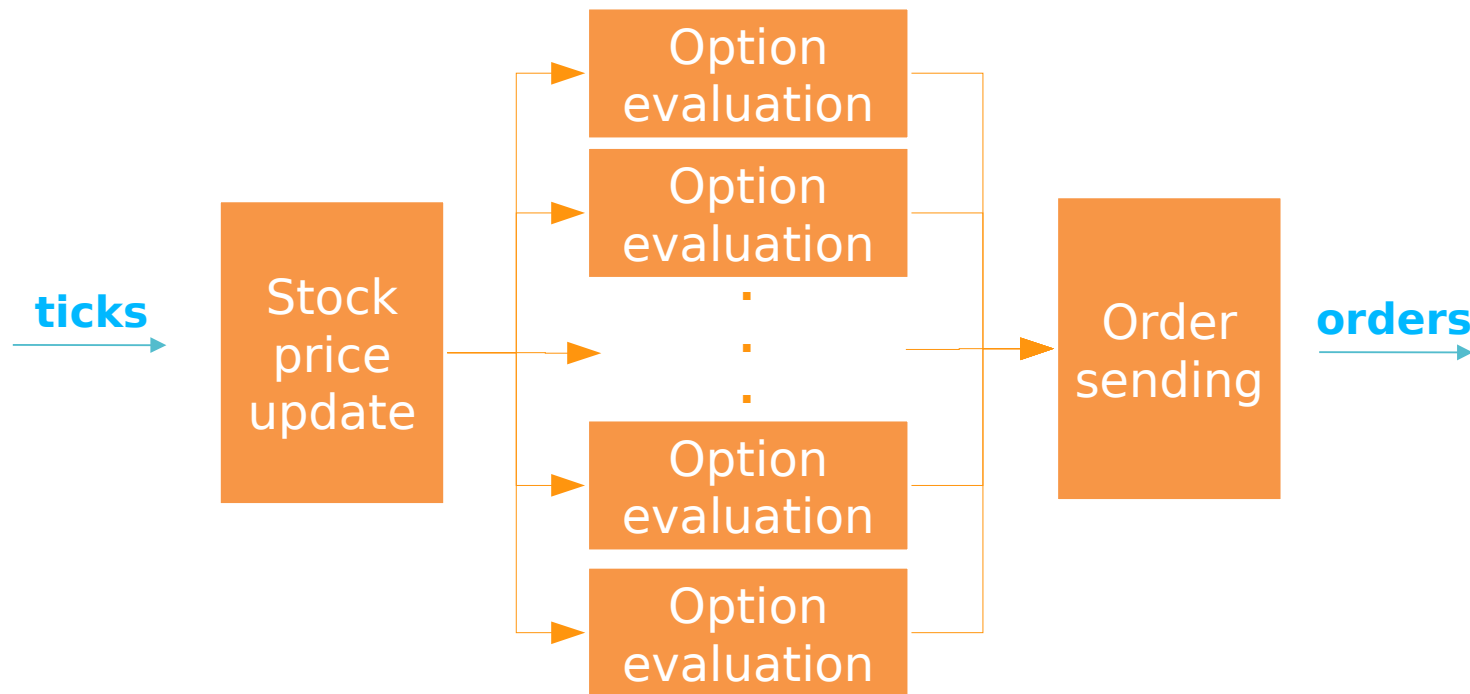 ticks
Stock
price
update
Option
evaluation
Option
evaluation
.
.
.
Option
evaluation
Option
evaluation
Order
sending
orders